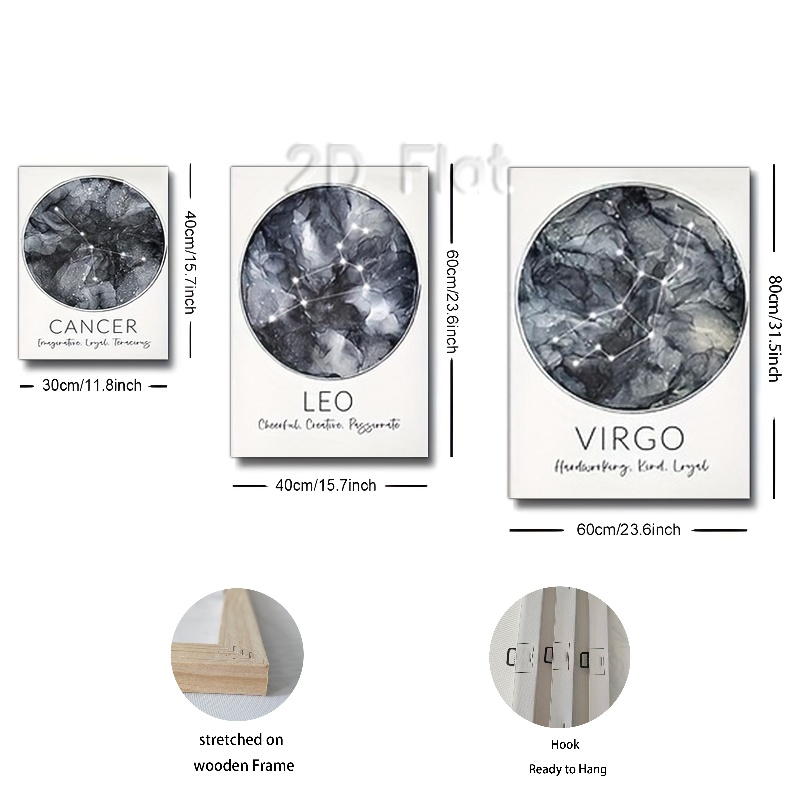 2D Flat
CANCER
Imaginative, Loyal, Tenacious
40cm/15.7inch
30cm/11.8inch
LEO
Cheerful, Creative, Passionate
60cm/23.6inch
40cm/15.7inch
VIRGO
Hardworking, Kind, Loyal
80cm/31.5inch
60cm/23.6inch
stretched on
wooden Frame
Hook
Ready to Hang